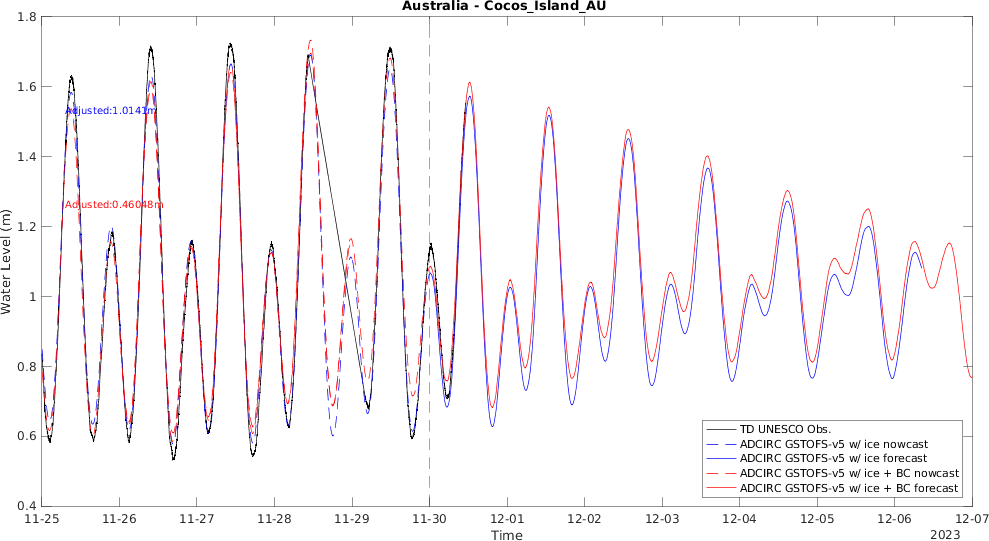 Australia - Cocos_Island_AU
Water Level (m)
1.8
1.6
1.4
1.2
1
0.8
0.6
0.4
Adjusted:1.0141m
Adjusted:0.46048m
TD UNESCO Obs.
ADCIRC GSTOFS-v5 w/ ice nowcast
ADCIRC GSTOFS-v5 w/ ice forecast
ADCIRC GSTOFS-v5 w/ ice + BC nowcast
ADCIRC GSTOFS-v5 w/ ice + BC forecast
11-25 11-26 11-27 11-28 11-29 11-30 12-01 12-02 12-03 12-04 12-05 12-06 12-07
Time
2023